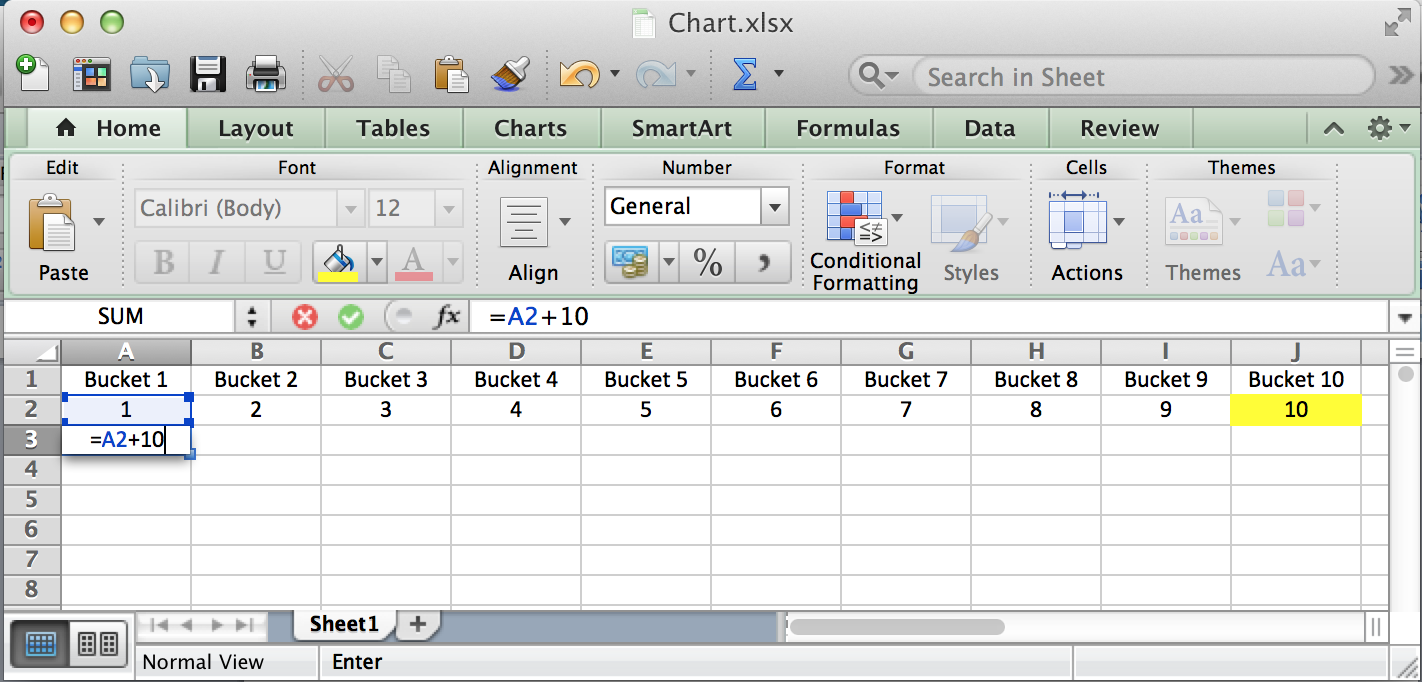 Chart.xlsx
Search in Sheet
Home Layout Tables Charts SmartArt Formulas Data Review
Edit Font Alignment Number Format Cells Themes
Calibri (Body) 12 General
B I U A % Aa
Paste Align Conditional Formatting Styles Actions Themes Aa
SUM fx =A2+10
A B C D E F G H I J
1 Bucket 1 Bucket 2 Bucket 3 Bucket 4 Bucket 5 Bucket 6 Bucket 7 Bucket 8 Bucket 9 Bucket 10
2 1 2 3 4 5 6 7 8 9 10
3 =A2+10
4
5
6
7
8
Sheet1
Normal View Enter